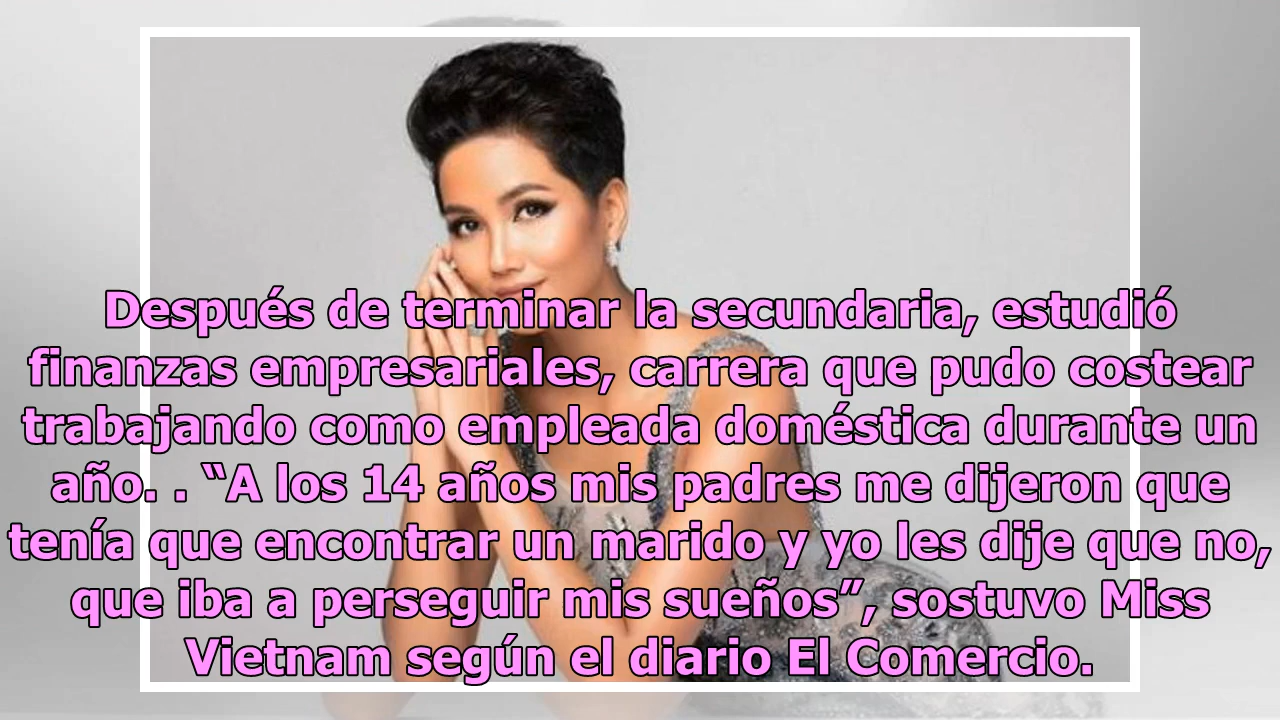 Después de terminar la secundaria, estudió
finanzas empresariales, carrera que pudo costear
trabajando como empleada doméstica durante un
año. . “A los 14 años mis padres me dijeron que
tenía que encontrar un marido y yo les dije que no,
que iba a perseguir mis sueños”, sostuvo Miss
Vietnam según el diario El Comercio.